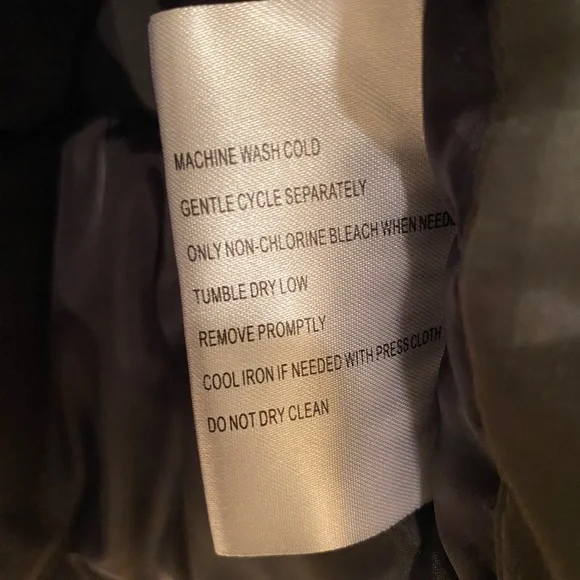 MACHINE WASH COLD
GENTLE CYCLE SEPARATELY
ONLY NON-CHLORINE BLEACH WHEN
TUMBLE DRY LOW
REMOVE PROMPTLY
COOL IRON IF NEEDED WITH PRESS CLOTH
DO NOT DRY CLEAN